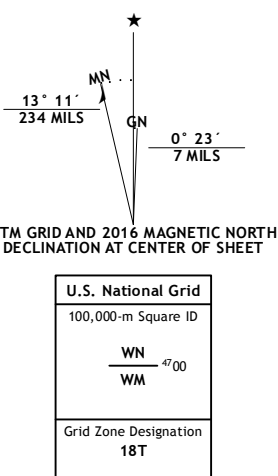 ★
MN
GN
13° 11´
234 MILS
0° 23´
7 MILS
TM GRID AND 2016 MAGNETIC NORTH
DECLINATION AT CENTER OF SHEET
U.S. National Grid
100,000-m Square ID
WN
4700
WM
Grid Zone Designation
18T